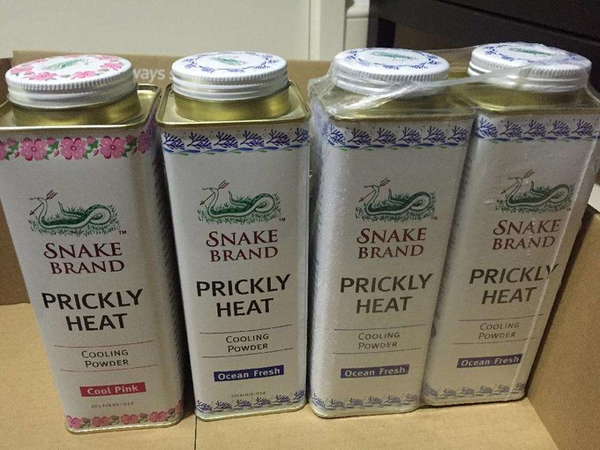 ways
SNAKE
BRAND
PRICKLY
HEAT
COOLING
POWDER
Cool Pink
SNAKE
BRAND
PRICKLY
HEAT
COOLING
POWDER
Ocean Fresh
SNAKE
BRAND
PRICKLY
HEAT
COOLING
POWDER
Ocean Fresh
SNAKE
BRAND
PRICKLY
HEAT
COOLING
POWDER
Ocean Fresh